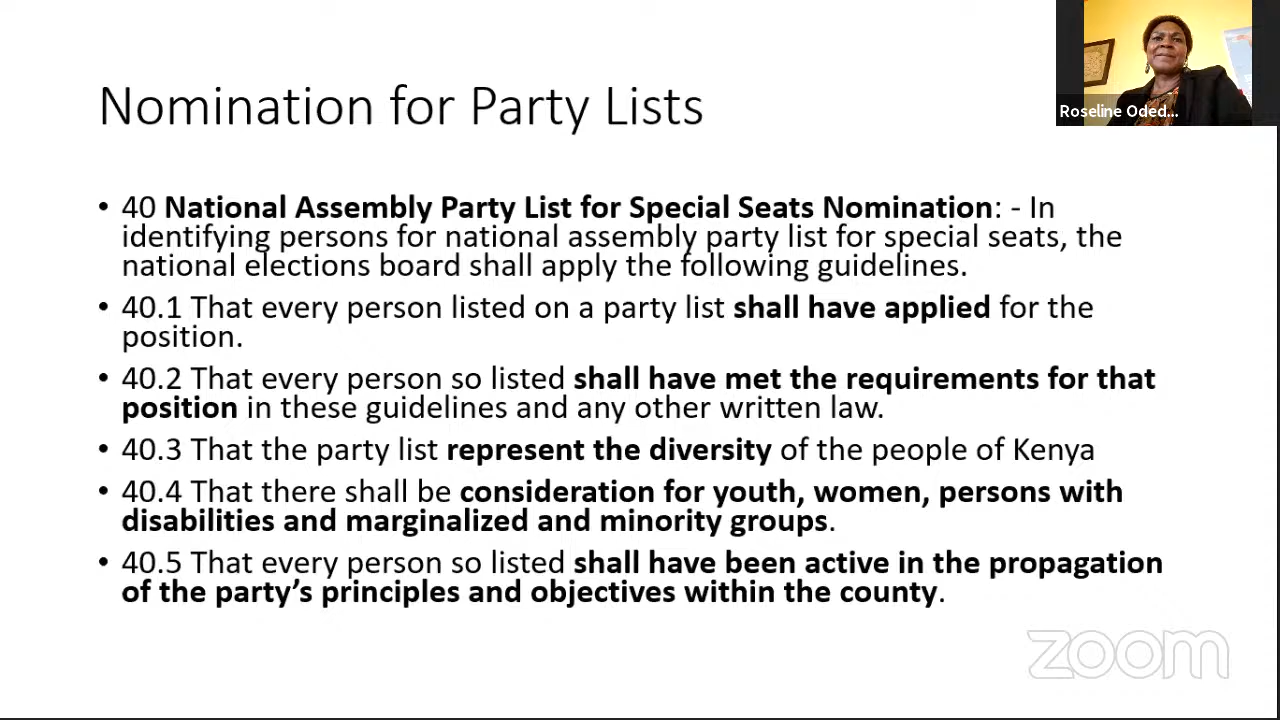 Nomination for Party Lists
Roseline Oded...
• 40 National Assembly Party List for Special Seats Nomination: - In
identifying persons for national assembly party list for special seats, the
national elections board shall apply the following guidelines.
• 40.1 That every person listed on a party list shall have applied for the
position.
• 40.2 That every person so listed shall have met the requirements for that
position in these guidelines and any other written law.
• 40.3 That the party list represent the diversity of the people of Kenya
• 40.4 That there shall be consideration for youth, women, persons with
disabilities and marginalized and minority groups.
• 40.5 That every person so listed shall have been active in the propagation
of the party’s principles and objectives within the county.
zoom